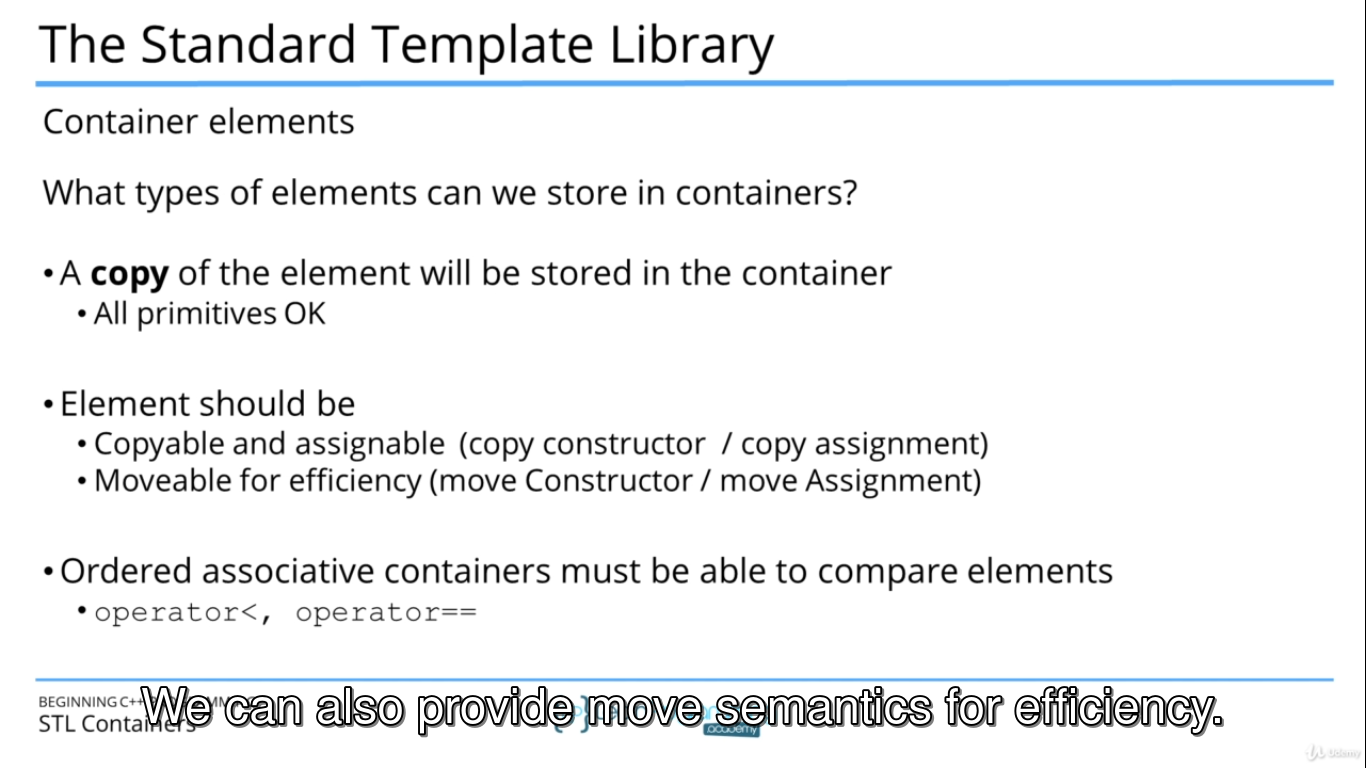 The Standard Template Library
Container elements
What types of elements can we store in containers?
• A copy of the element will be stored in the container
• All primitives OK
• Element should be
• Copyable and assignable (copy constructor / copy assignment)
• Moveable for efficiency (move Constructor / move Assignment)
• Ordered associative containers must be able to compare elements
• operator<, operator==
BEGINNING C++
STL Containers
academy
We can also provide move semantics for efficiency.
Udemy